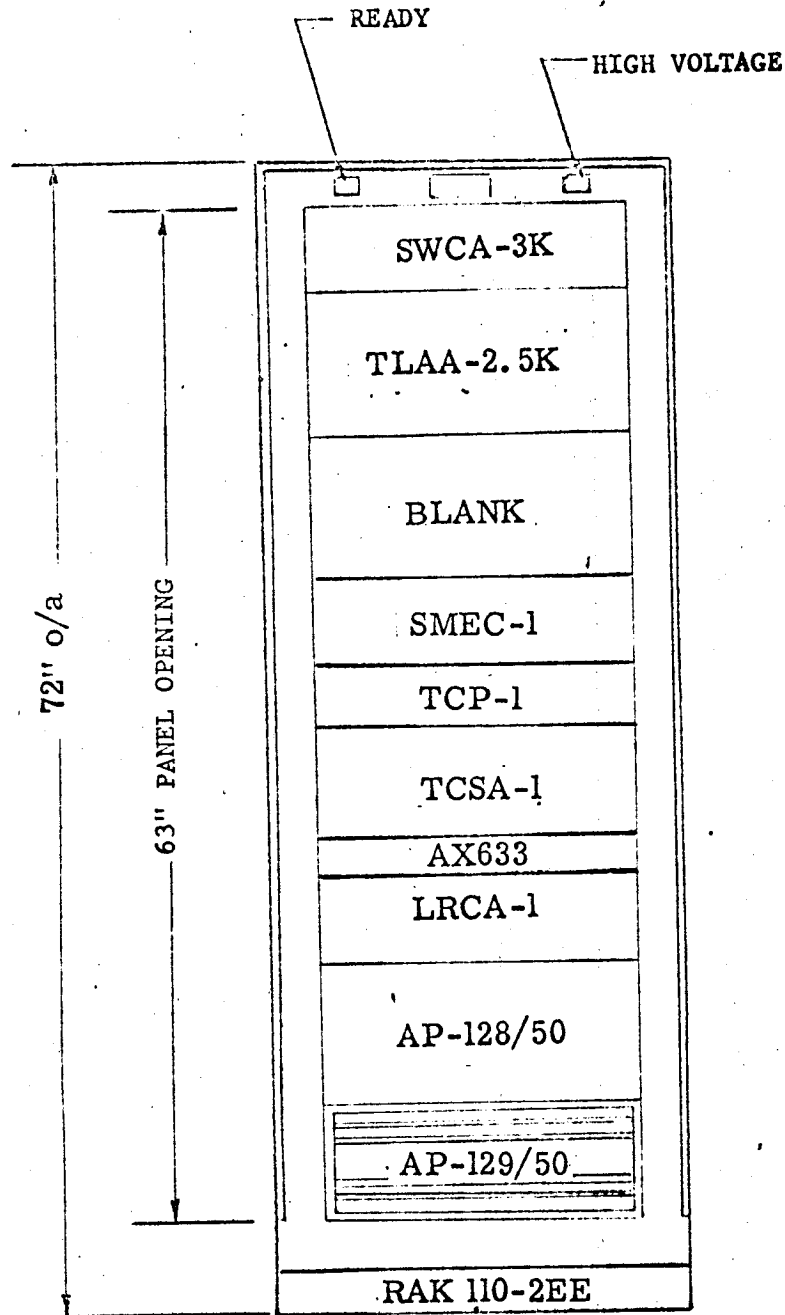 READY
HIGH VOLTAGE
SWCA-3K
TLAA-2.5K
BLANK
SMEC-1
TCP-1
TCSA-1
AX633
LRCA-1
AP-128/50
AP-129/50
RAK 110-2EE
72" o/a
63" PANEL OPENING